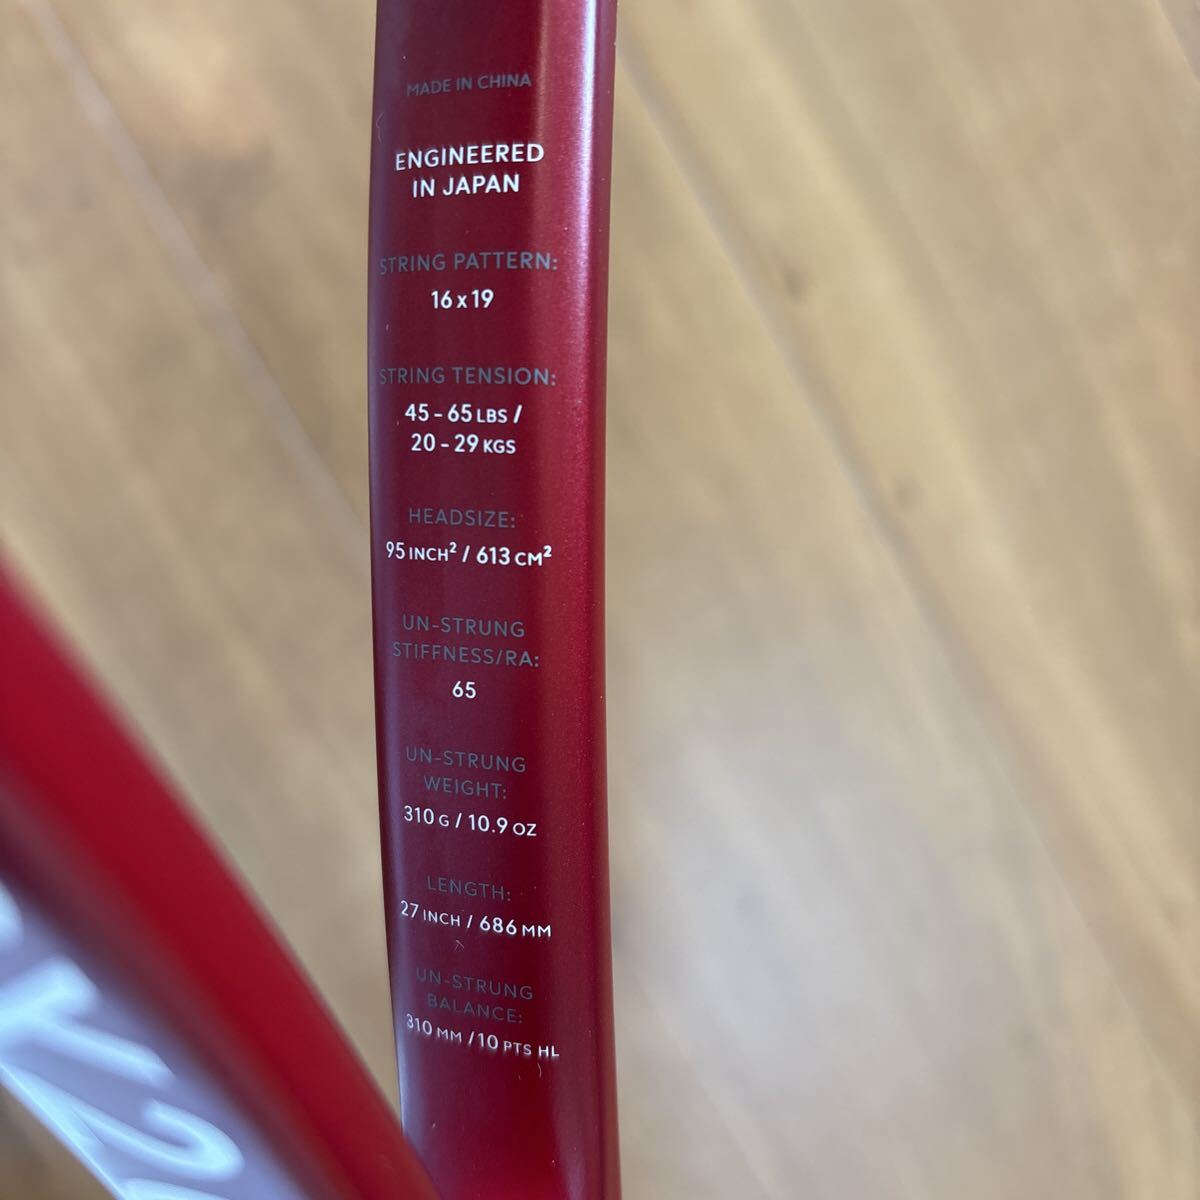 MADE IN CHINA
ENGINEERED
IN JAPAN
STRING PATTERN:
16 x 19
STRING TENSION:
45 - 65 LBS /
20 - 29 KGS
HEADSIZE:
95 INCH² / 613 CM²
UN-STRUNG
STIFFNESS/RA:
65
UN-STRUNG
WEIGHT:
310 G / 10.9 OZ
LENGTH:
27 INCH / 686 MM
UN-STRUNG
BALANCE:
310 MM / 10 PTS HL